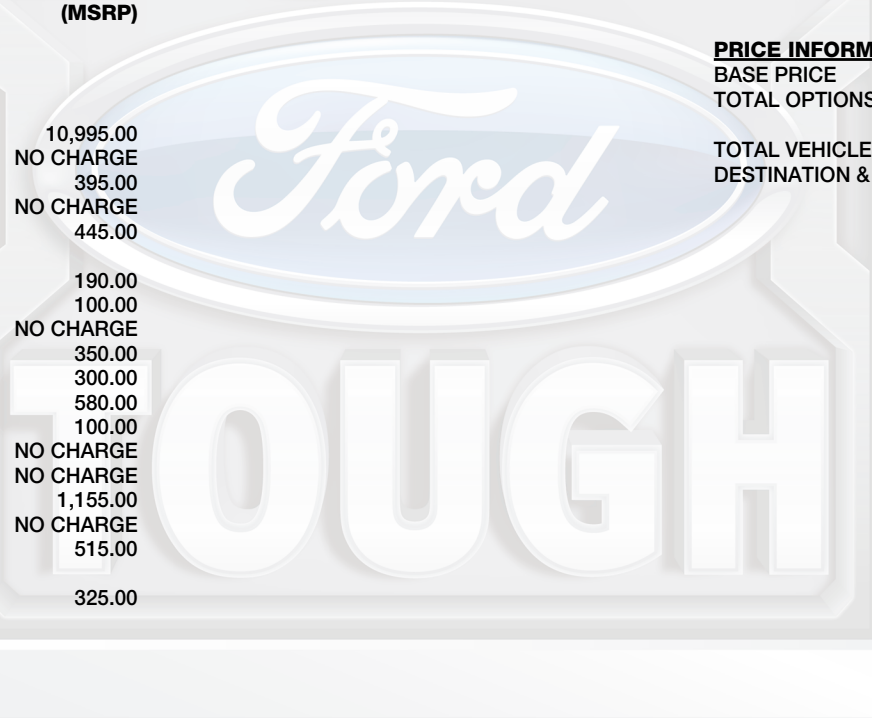 (MSRP)
10,995.00
NO CHARGE
395.00
NO CHARGE
445.00
190.00
100.00
NO CHARGE
350.00
300.00
580.00
100.00
NO CHARGE
NO CHARGE
1,155.00
NO CHARGE
515.00
325.00
PRICE INFORM
BASE PRICE
TOTAL OPTIONS
TOTAL VEHICLE
DESTINATION &
Ford
TOUGH